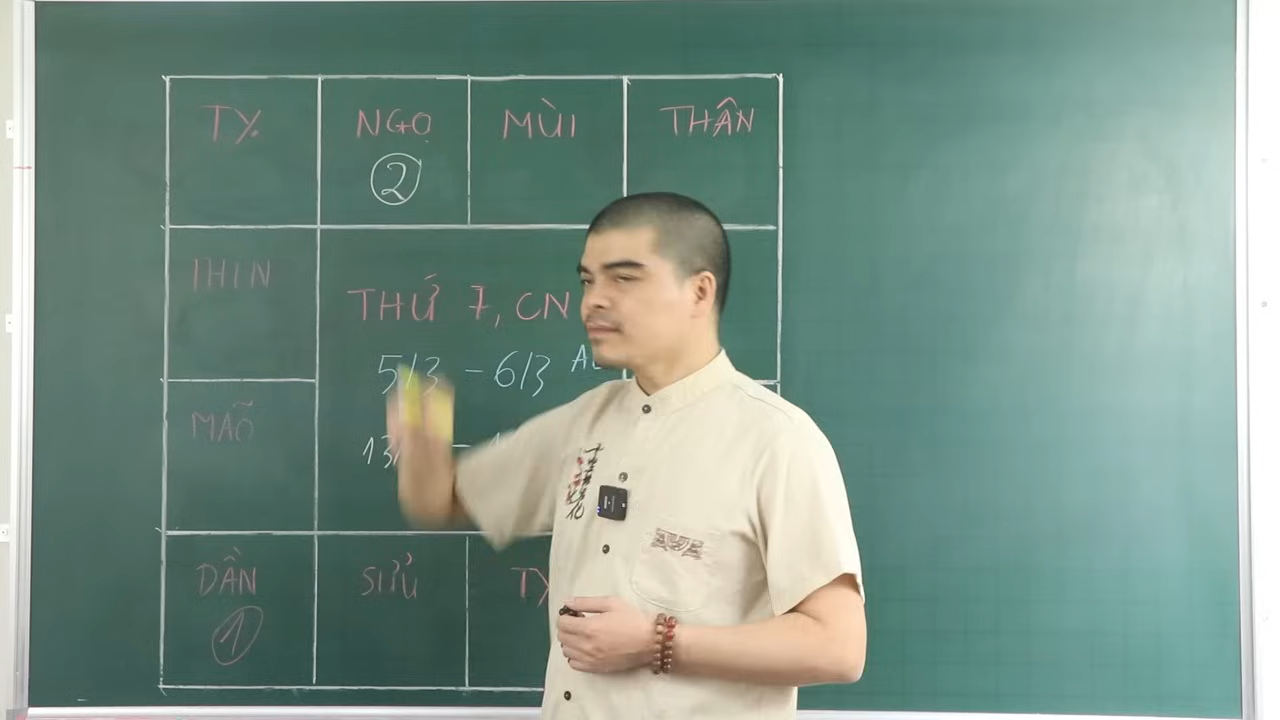 TỴ NGỌ MÙI THÂN
2
THÌN
THỨ 7, CN
5/3 - 6/3
MÃO
DẦN SỬU
1